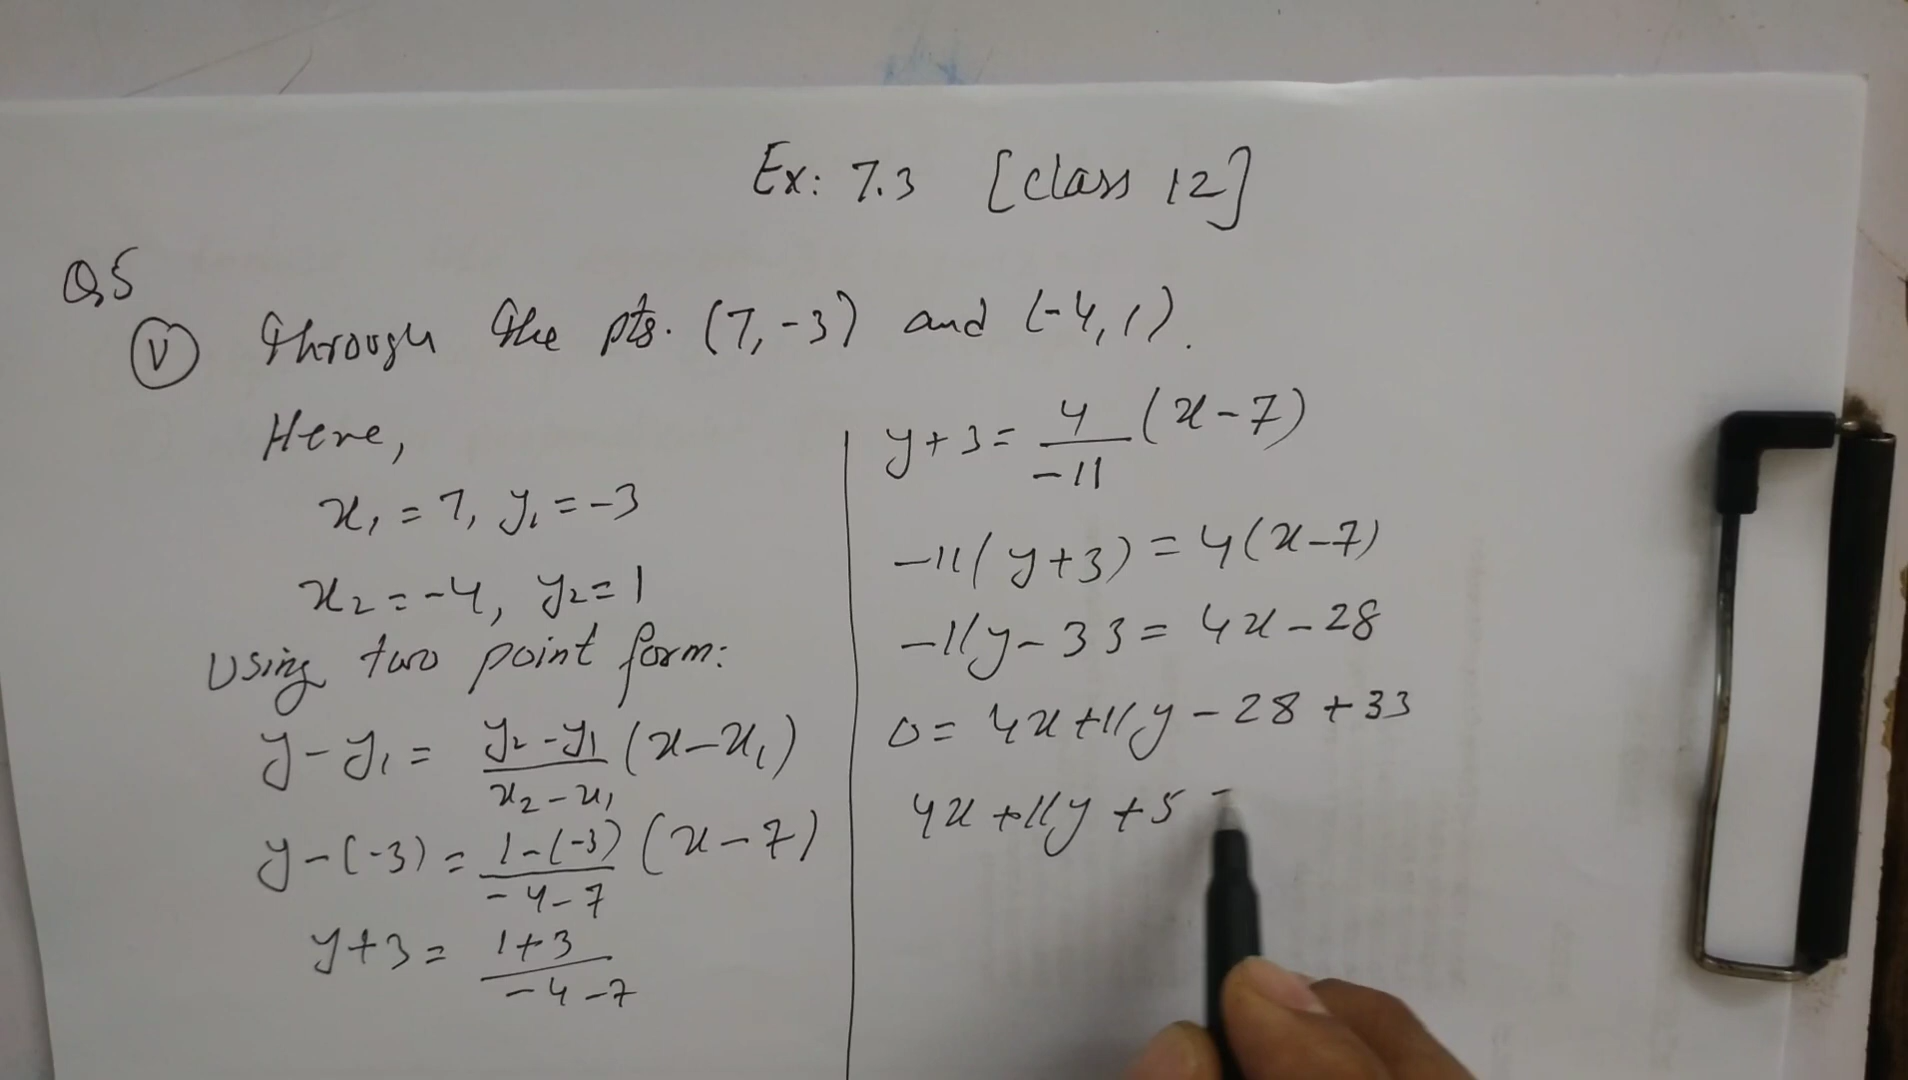 Ex: 7.3 [class 12]
Q5
(v) through the pts. (7,-3) and (-4,1).
Here,
x₁ = 7, y₁ = -3
x₂ = -4, y₂ = 1
Using two point form:
y - y₁ = (y₂ - y₁)/(x₂ - x₁) (x - x₁)
y - (-3) = (1 - (-3))/(-4 - 7) (x - 7)
y + 3 = (1 + 3)/(-4 - 7)
y + 3 = 4/(-11) (x - 7)
-11(y + 3) = 4(x - 7)
-11y - 33 = 4x - 28
0 = 4x + 11y - 28 + 33
4x + 11y + 5